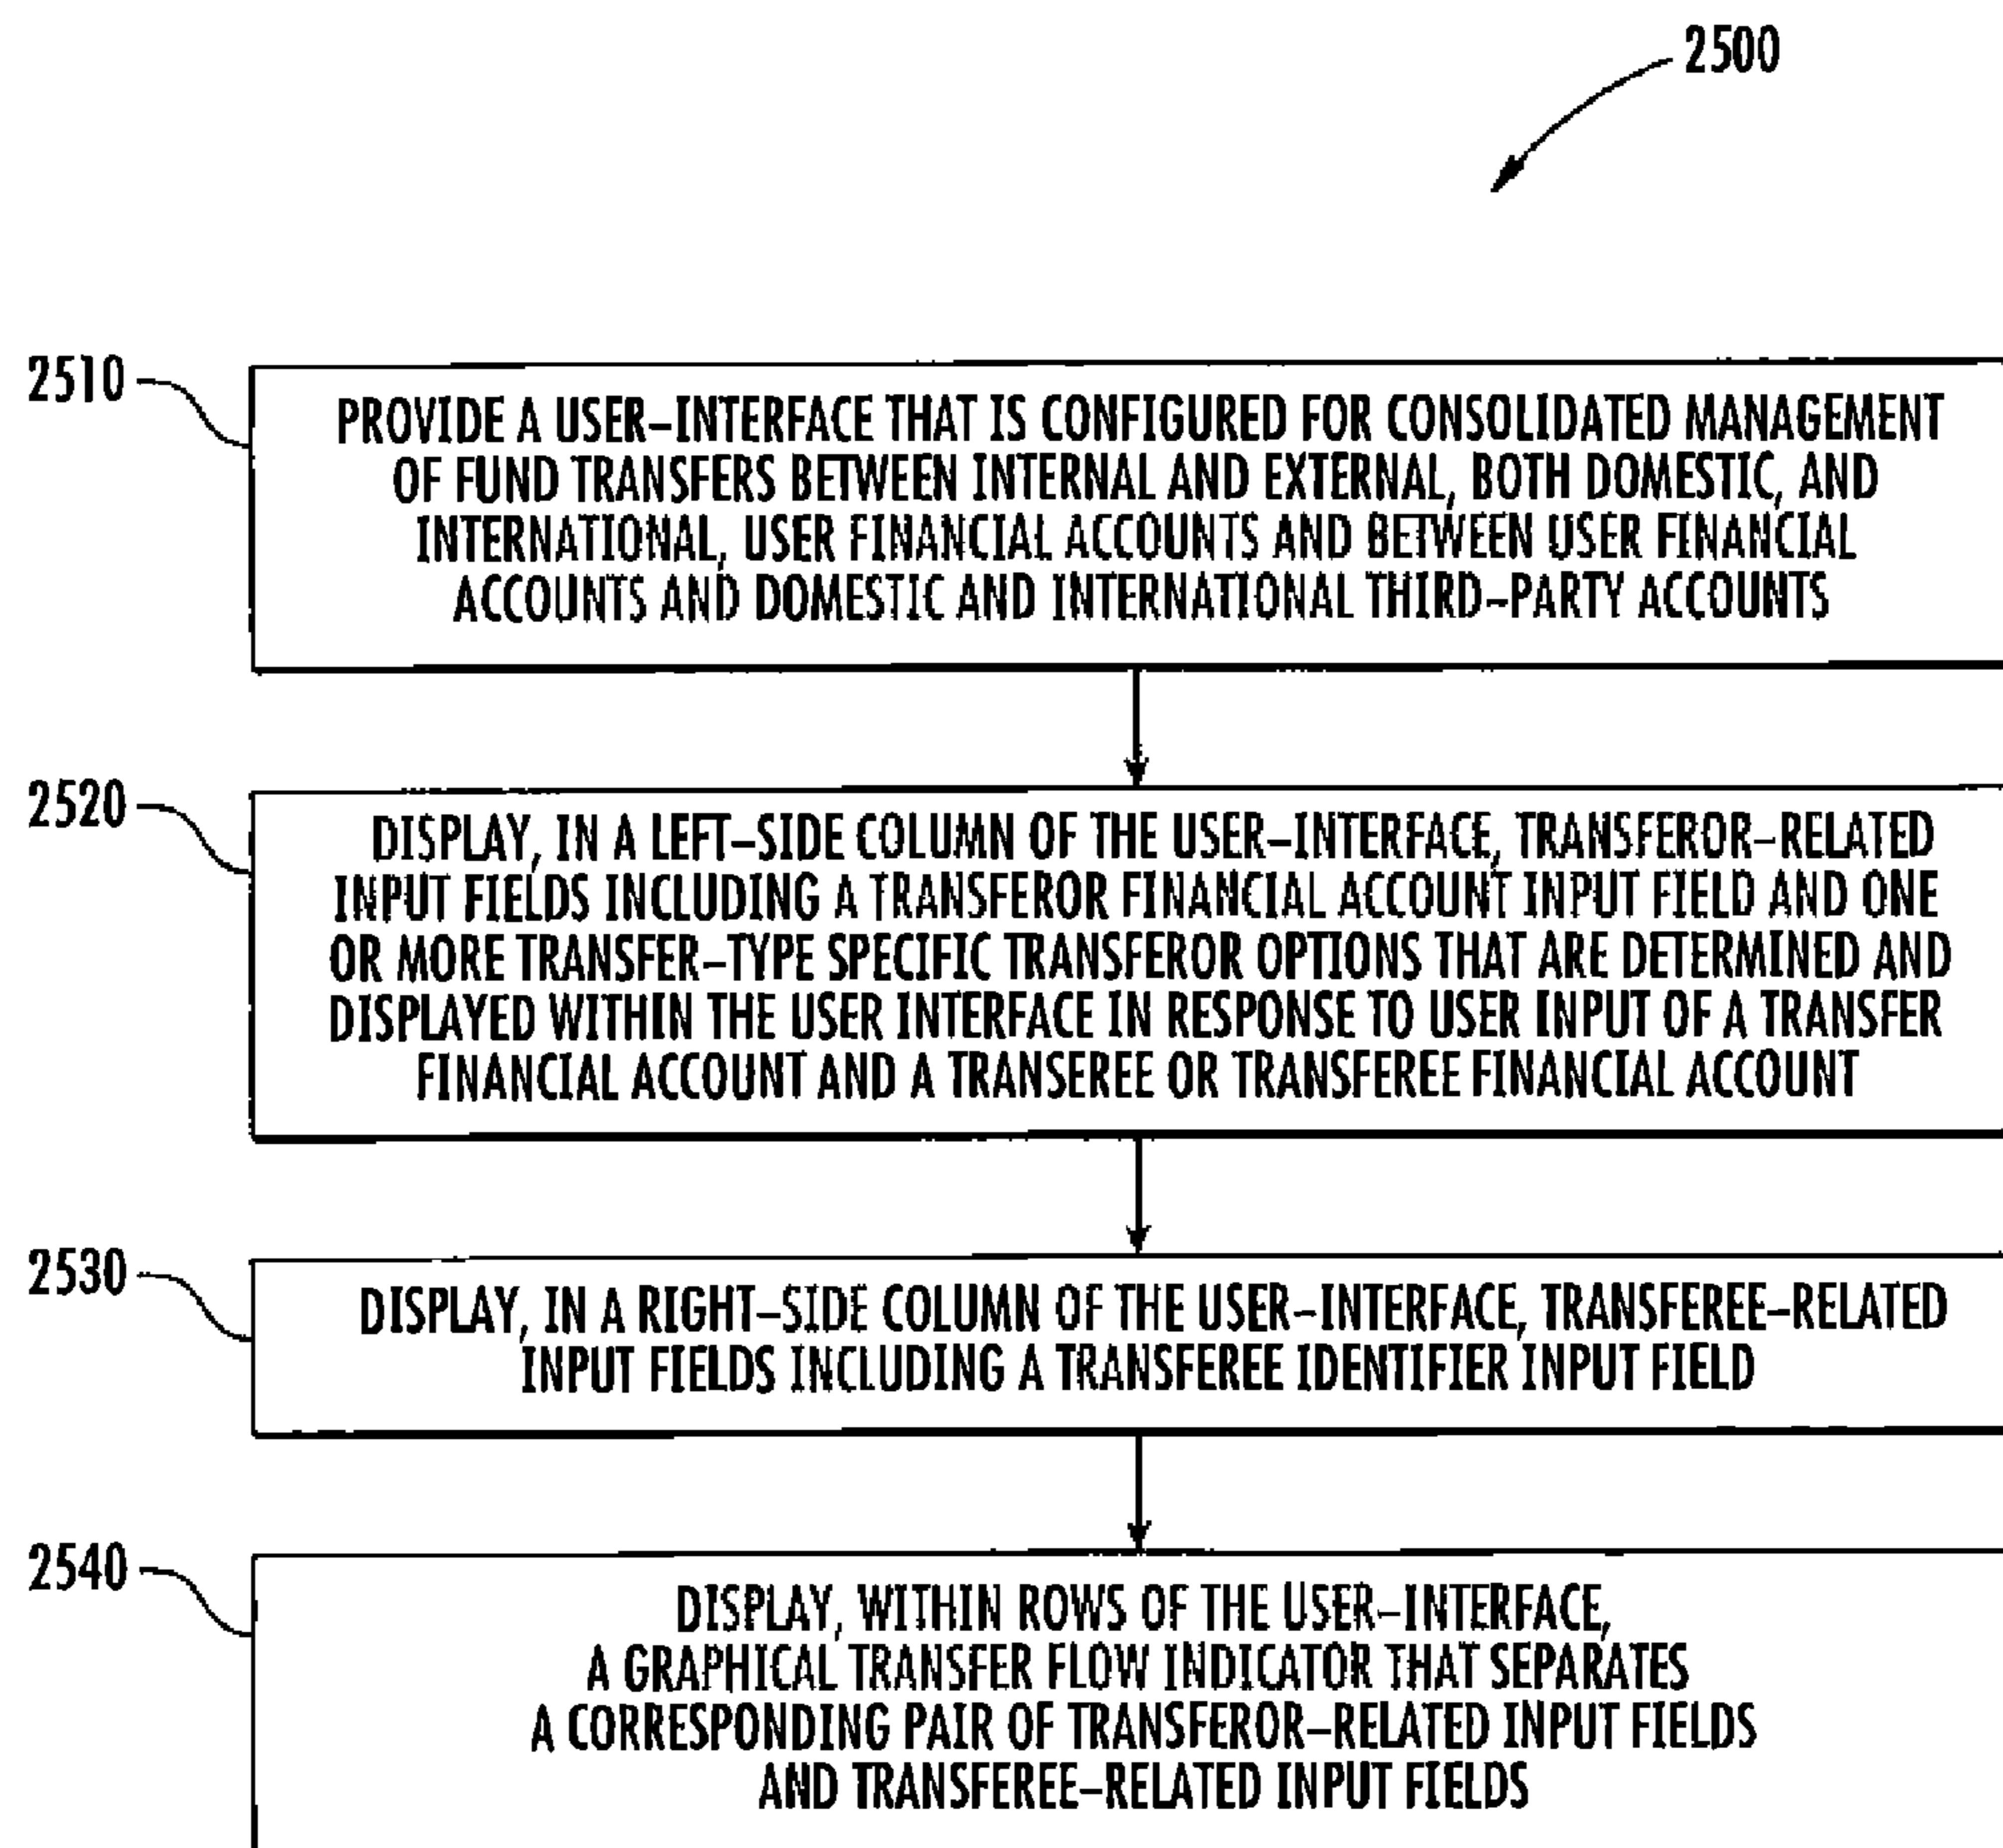 2500
2510
PROVIDE A USER-INTERFACE THAT IS CONFIGURED FOR CONSOLIDATED MANAGEMENT
OF FUND TRANSFERS BETWEEN INTERNAL AND EXTERNAL, BOTH DOMESTIC, AND
INTERNATIONAL, USER FINANCIAL ACCOUNTS AND BETWEEN USER FINANCIAL
ACCOUNTS AND DOMESTIC AND INTERNATIONAL THIRD-PARTY ACCOUNTS
2520
DISPLAY, IN A LEFT-SIDE COLUMN OF THE USER-INTERFACE, TRANSFEROR-RELATED
INPUT FIELDS INCLUDING A TRANSFEROR FINANCIAL ACCOUNT INPUT FIELD AND ONE
OR MORE TRANSFER-TYPE SPECIFIC TRANSFEROR OPTIONS THAT ARE DETERMINED AND
DISPLAYED WITHIN THE USER INTERFACE IN RESPONSE TO USER INPUT OF A TRANSFER
FINANCIAL ACCOUNT AND A TRANSEREE OR TRANSFEREE FINANCIAL ACCOUNT
2530
DISPLAY, IN A RIGHT-SIDE COLUMN OF THE USER-INTERFACE, TRANSFEREE-RELATED
INPUT FIELDS INCLUDING A TRANSFEREE IDENTIFIER INPUT FIELD
2540
DISPLAY, WITHIN ROWS OF THE USER-INTERFACE,
A GRAPHICAL TRANSFER FLOW INDICATOR THAT SEPARATES
A CORRESPONDING PAIR OF TRANSFEROR-RELATED INPUT FIELDS
AND TRANSFEREE-RELATED INPUT FIELDS